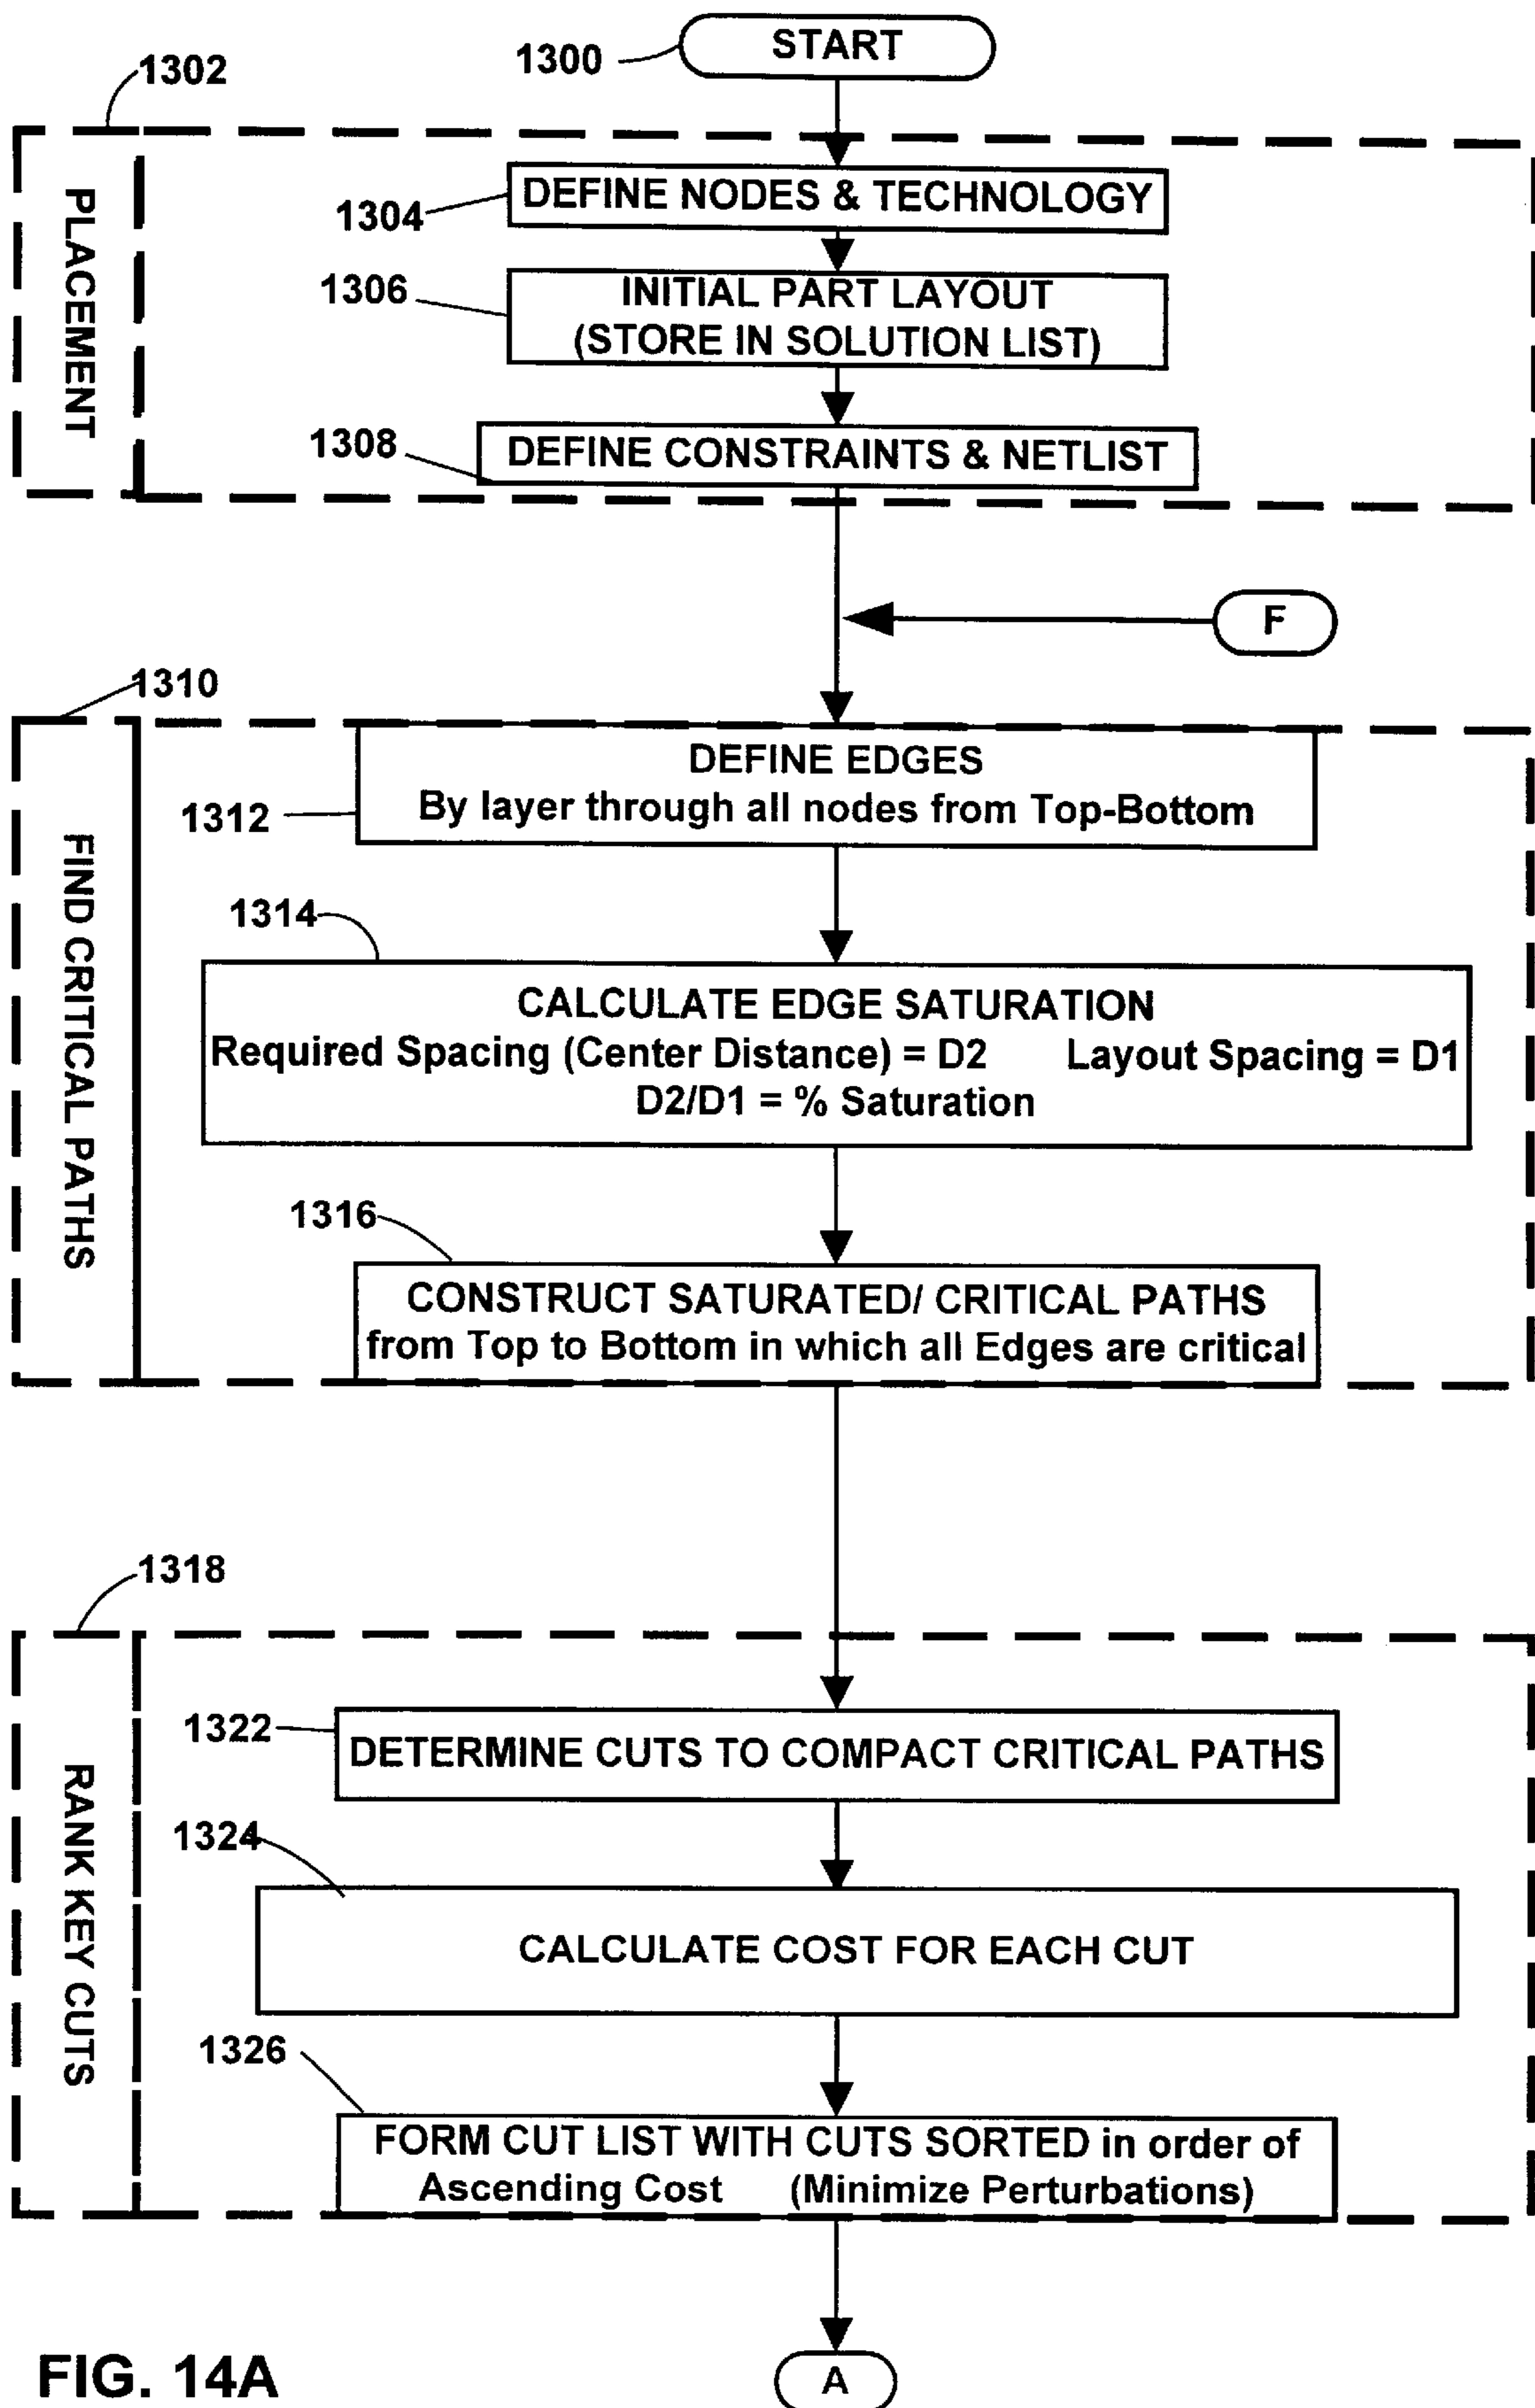 1300
START
1302
PLACEMENT
1304
DEFINE NODES & TECHNOLOGY
1306
INITIAL PART LAYOUT
(STORE IN SOLUTION LIST)
1308
DEFINE CONSTRAINTS & NETLIST
F
1310
FIND CRITICAL PATHS
1312
DEFINE EDGES
By layer through all nodes from Top-Bottom
1314
CALCULATE EDGE SATURATION
Required Spacing (Center Distance) = D2 Layout Spacing = D1
D2/D1 = % Saturation
1316
CONSTRUCT SATURATED/ CRITICAL PATHS
from Top to Bottom in which all Edges are critical
1318
RANK KEY CUTS
1322
DETERMINE CUTS TO COMPACT CRITICAL PATHS
1324
CALCULATE COST FOR EACH CUT
1326
FORM CUT LIST WITH CUTS SORTED in order of
Ascending Cost (Minimize Perturbations)
A
FIG. 14A